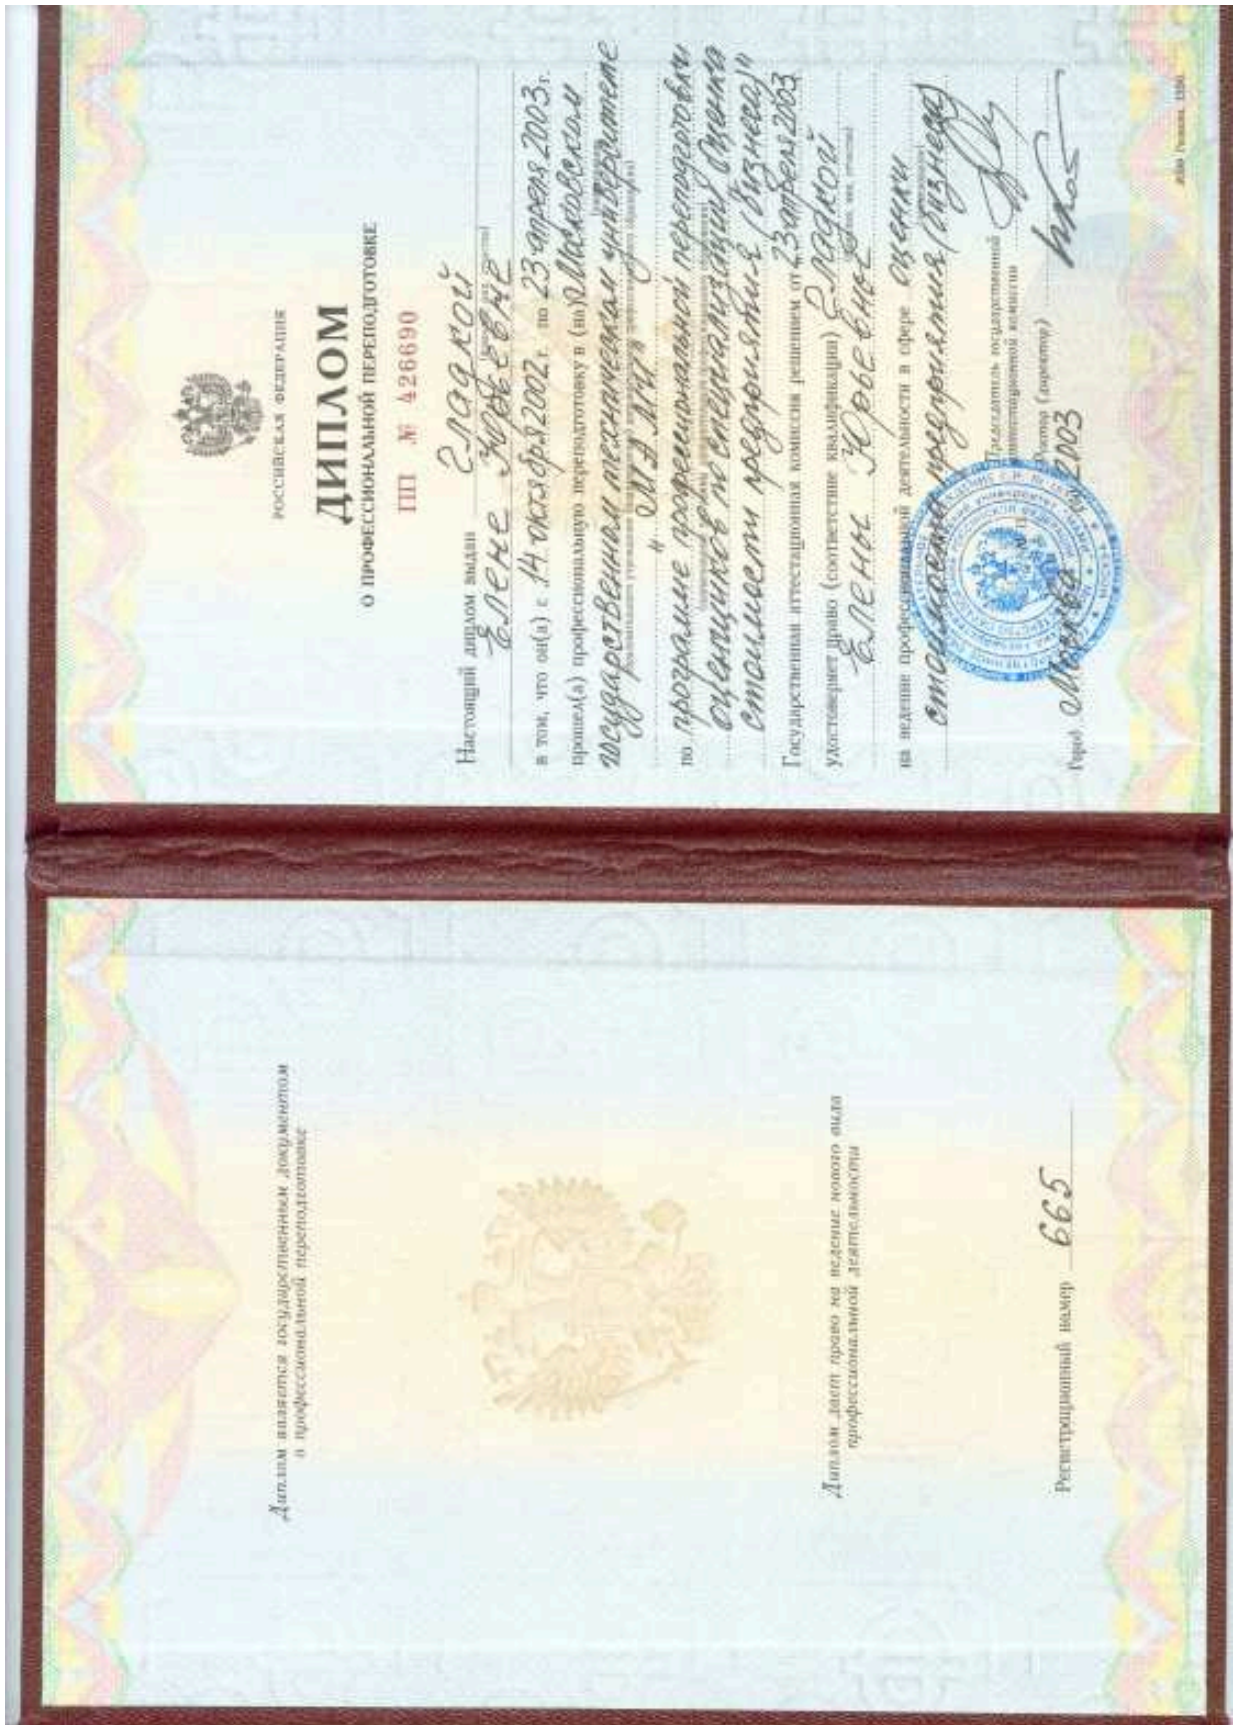 Диплом является государственным документом
о профессиональной переподготовке
Диплом дает право на ведение нового вида
профессиональной деятельности
Регистрационный номер 665
РОССИЙСКАЯ ФЕДЕРАЦИЯ
ДИПЛОМ
О ПРОФЕССИОНАЛЬНОЙ ПЕРЕПОДГОТОВКЕ
ПП № 426690
Настоящий диплом выдан Гладкой
Елене Юрьевне
в том, что он(а) с 14 октября 2002 г. по 23 апреля 2003 г.
прошел(а) профессиональную переподготовку в (на) Московском
государственном техническом университете
"МАМИ"
по программе профессиональной переподготовки
оценщиков по специализации "Оценка
стоимости предприятия (бизнеса)"
Государственная аттестационная комиссия решением от 23 апреля 2003
удостоверяет право (соответствие квалификации) Гладкой
Елены Юрьевны
на ведение профессиональной деятельности в сфере оценки
стоимости предприятия (бизнеса)
Председатель государственной
аттестационной комиссии
Ректор (директор)
Город Москва 2003